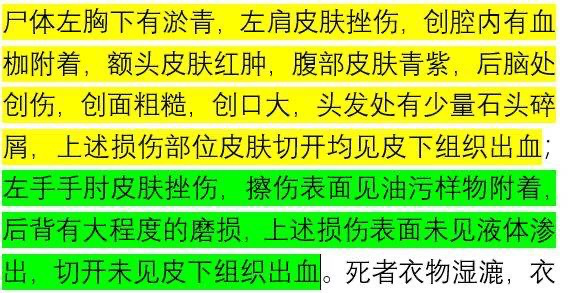 尸体左胸下有淤青，左肩皮肤挫伤，创腔内有血
枷附着，额头皮肤红肿，腹部皮肤青紫，后脑处
创伤，创面粗糙，创口大，头发处有少量石头碎
屑，上述损伤部位皮肤切开均见皮下组织出血；
左手手肘皮肤挫伤，擦伤表面见油污样物附着，
后背有大程度的磨损，上述损伤表面未见液体渗
出，切开未见皮下组织出血。死者衣物湿漉，衣